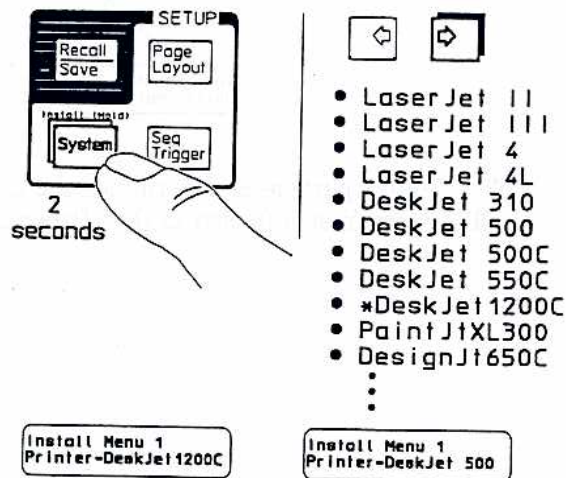 SETUP
Recall
Save
Page
Layout
Install (Hold)
System
Seq
Trigger
2
seconds
• LaserJet II
• LaserJet III
• LaserJet 4
• LaserJet 4L
• DeskJet 310
• DeskJet 500
• DeskJet 500C
• DeskJet 550C
• *DeskJet1200C
• PaintJtXL300
• DesignJt650C
Install Menu 1
Printer-DeskJet1200C
Install Menu 1
Printer-DeskJet 500